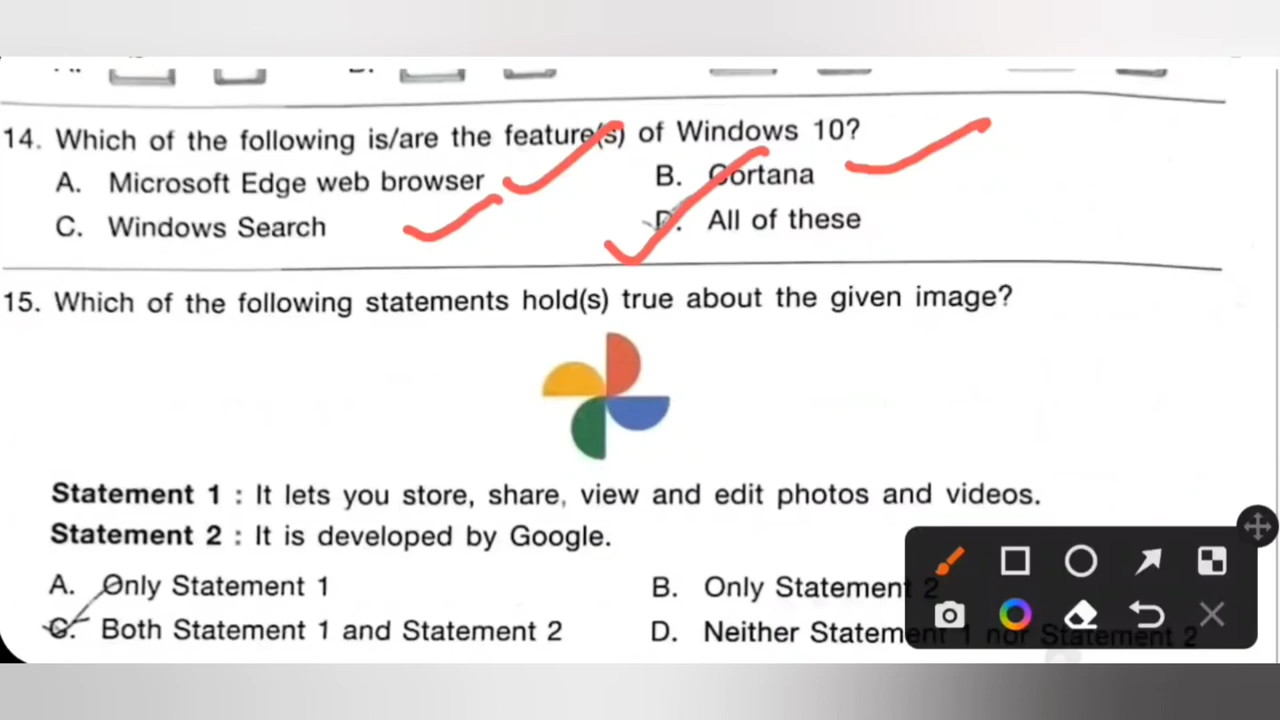 14. Which of the following is/are the feature(s) of Windows 10?
A. Microsoft Edge web browser B. Cortana
C. Windows Search D. All of these
15. Which of the following statements hold(s) true about the given image?
Statement 1 : It lets you store, share, view and edit photos and videos.
Statement 2 : It is developed by Google.
A. Only Statement 1 B. Only Statement 2
C. Both Statement 1 and Statement 2 D. Neither Statement 1 nor Statement 2